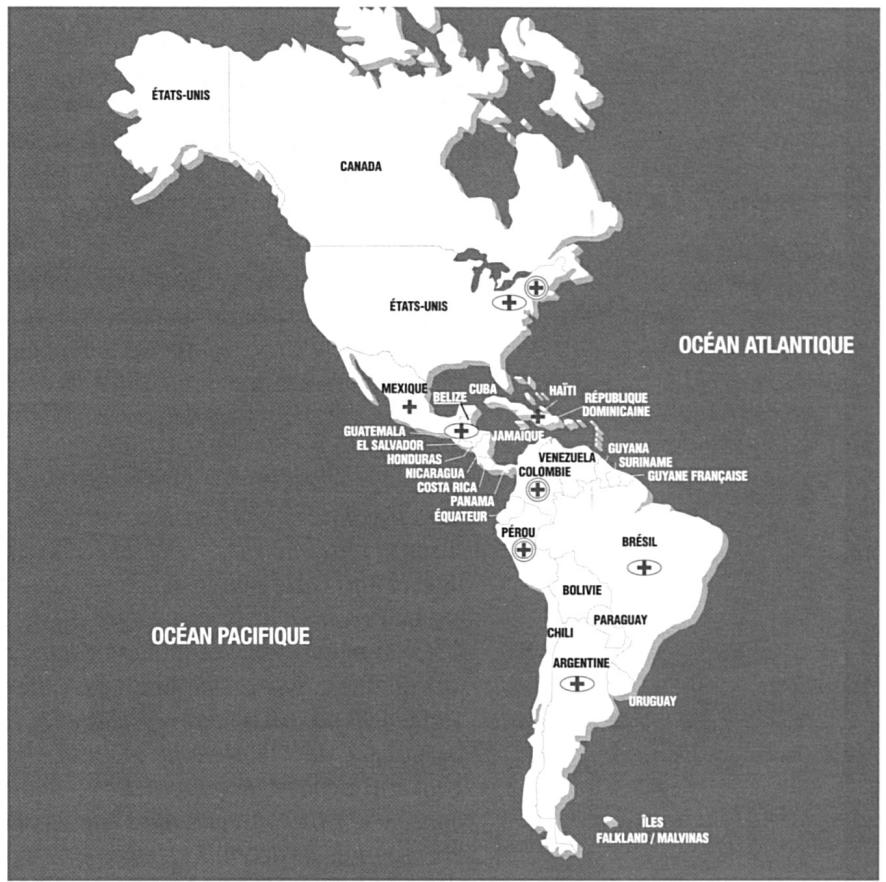 ÉTATS-UNIS
CANADA
ÉTATS-UNIS
OCÉAN ATLANTIQUE
MEXIQUE
BELIZE
CUBA
HAÏTI
RÉPUBLIQUE
DOMINICAINE
GUATEMALA
JAMAÏQUE
EL SALVADOR
HONDURAS
NICARAGUA
COSTA RICA
PANAMA
ÉQUATEUR
VENEZUELA
COLOMBIE
GUYANA
SURINAME
GUYANE FRANÇAISE
PÉROU
BRÉSIL
BOLIVIE
PARAGUAY
CHILI
OCÉAN PACIFIQUE
ARGENTINE
URUGUAY
ÎLES
FALKLAND / MALVINAS